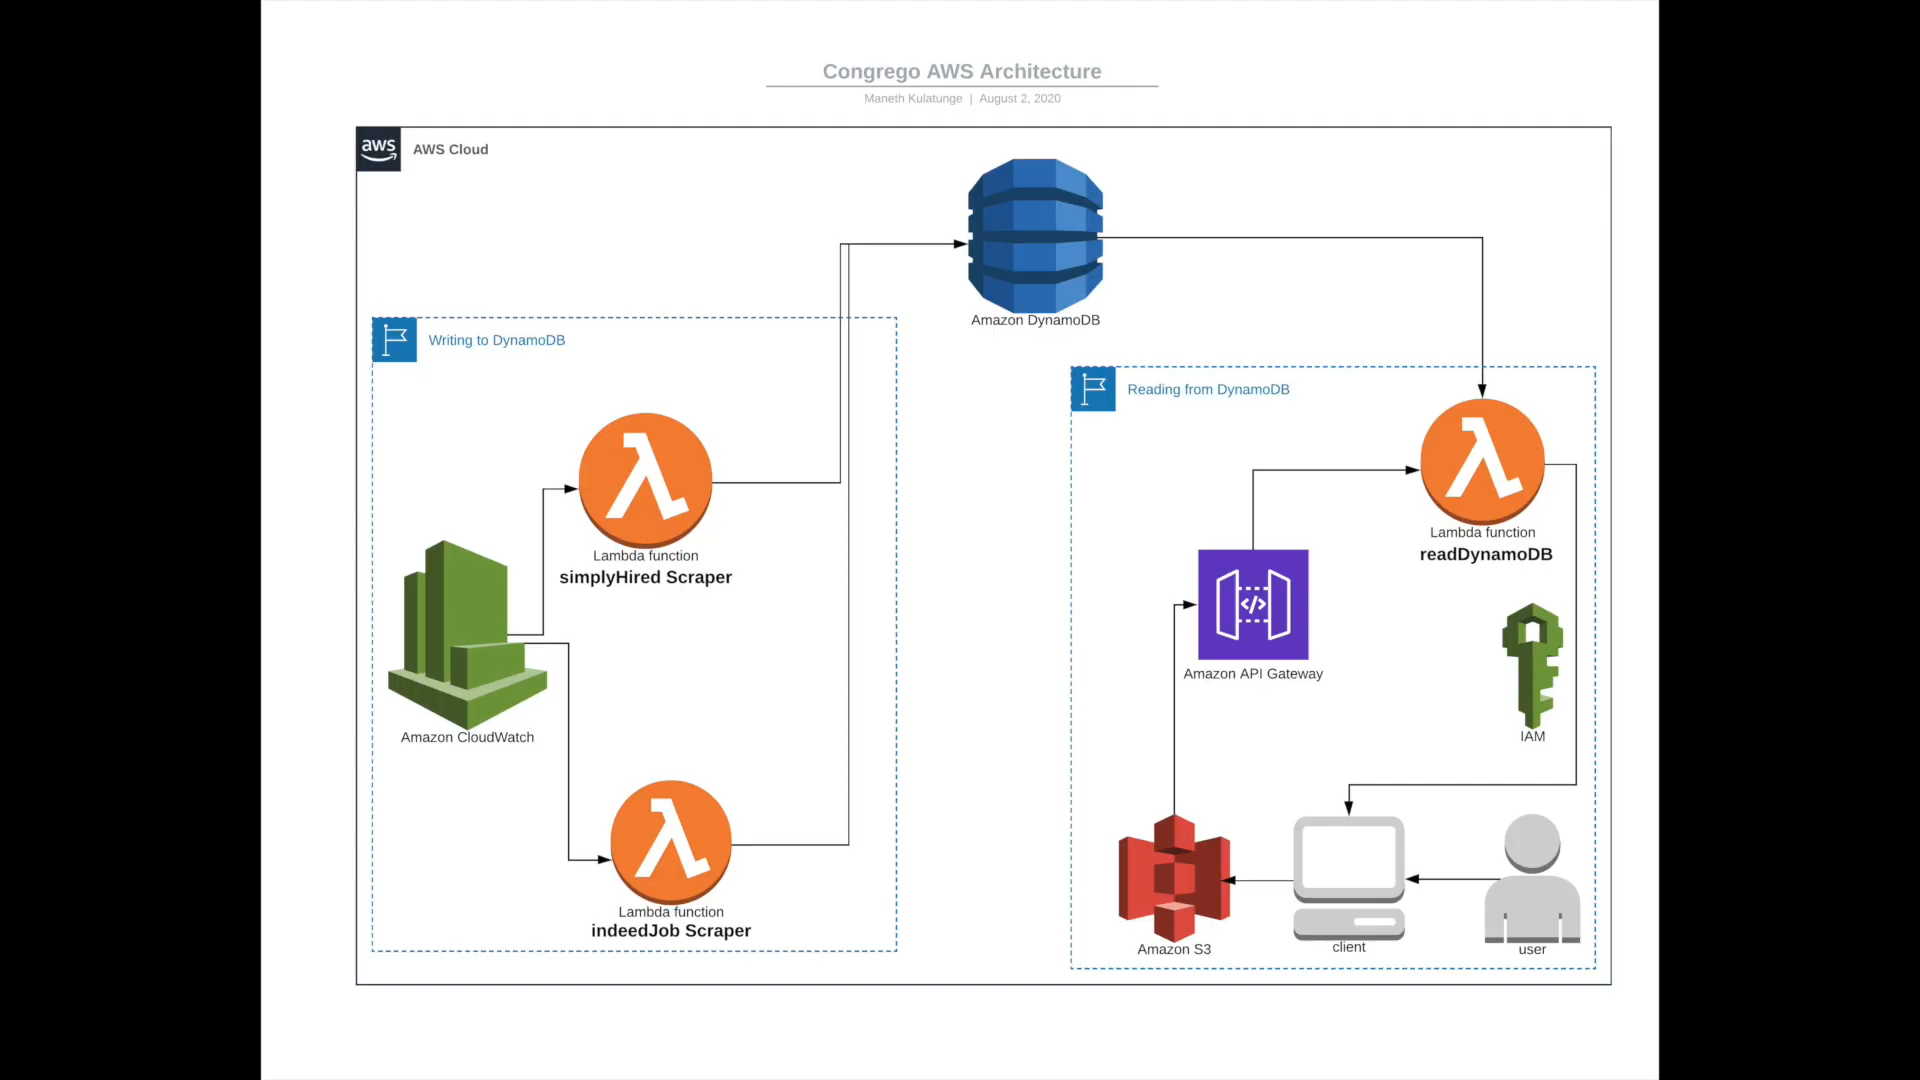 Congrego AWS Architecture
Maneth Kulatunge | August 2, 2020
aws
AWS Cloud
Amazon DynamoDB
Writing to DynamoDB
Reading from DynamoDB
Lambda function
simplyHired Scraper
Lambda function
readDynamoDB
</>
Amazon API Gateway
Amazon CloudWatch
IAM
Lambda function
indeedJob Scraper
Amazon S3
client
user